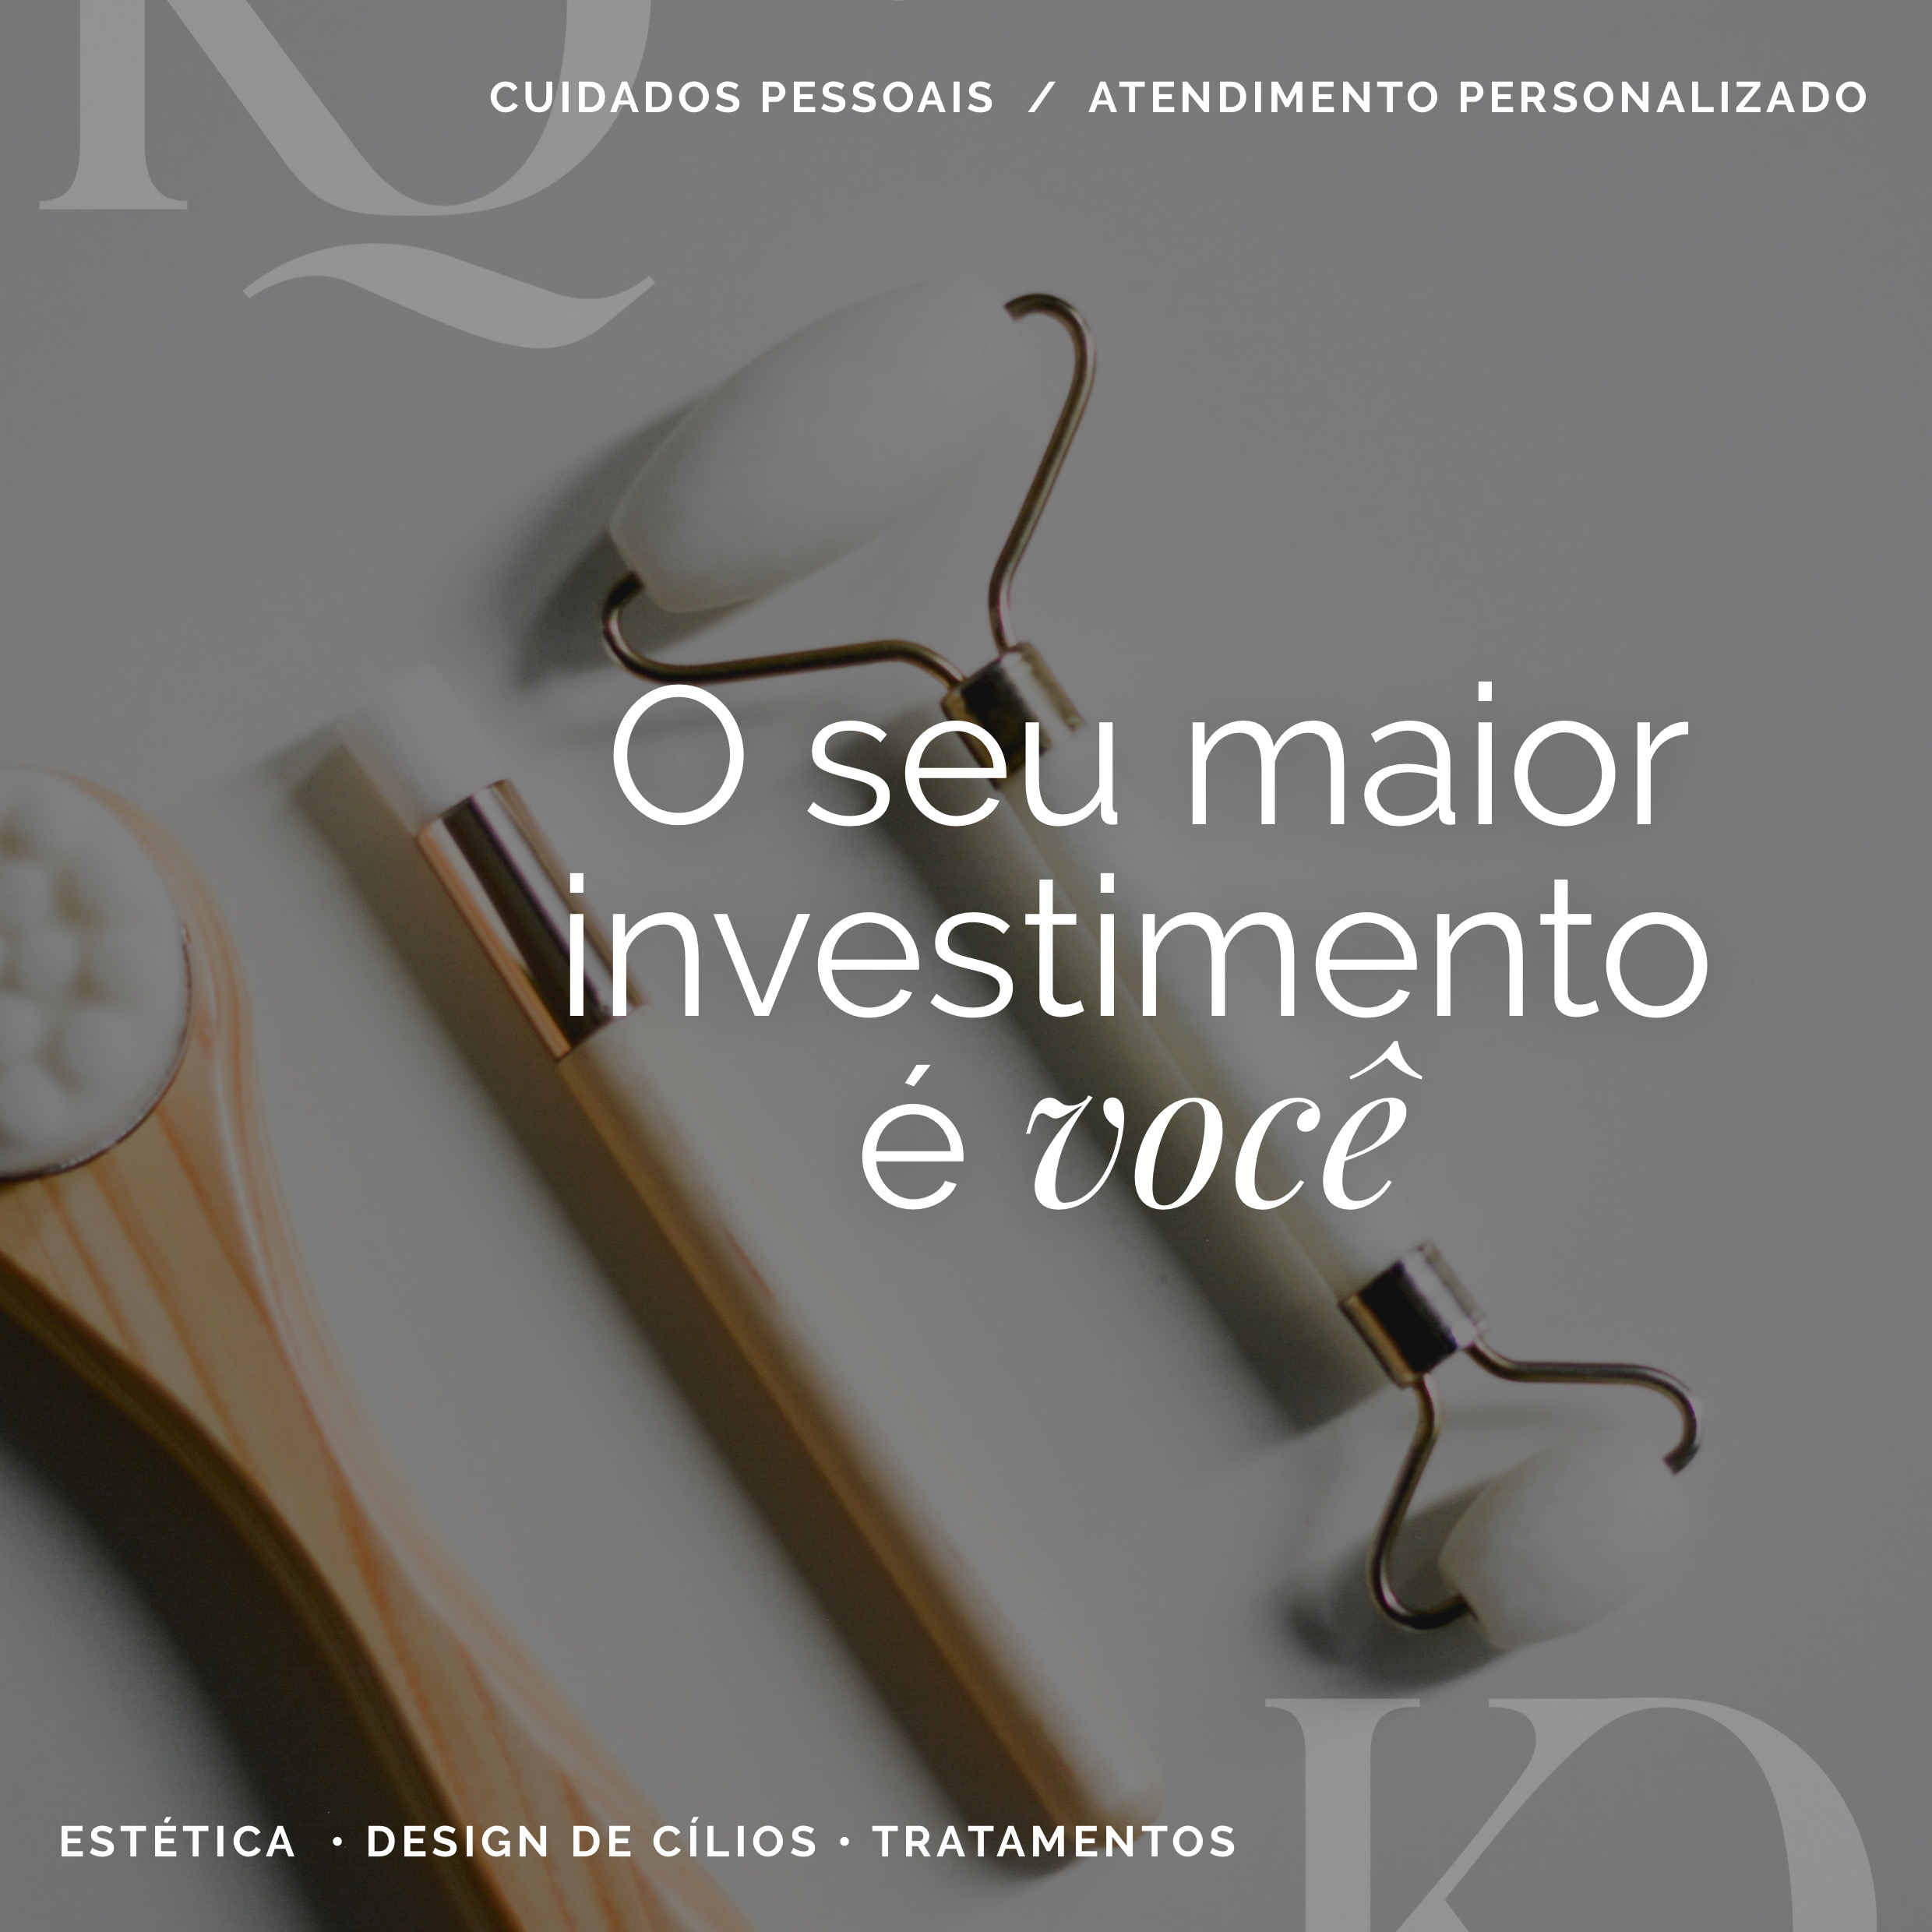 CUIDADOS PESSOAIS / ATENDIMENTO PERSONALIZADO
O seu maior
investimento
é você
ESTÉTICA • DESIGN DE CÍLIOS • TRATAMENTOS